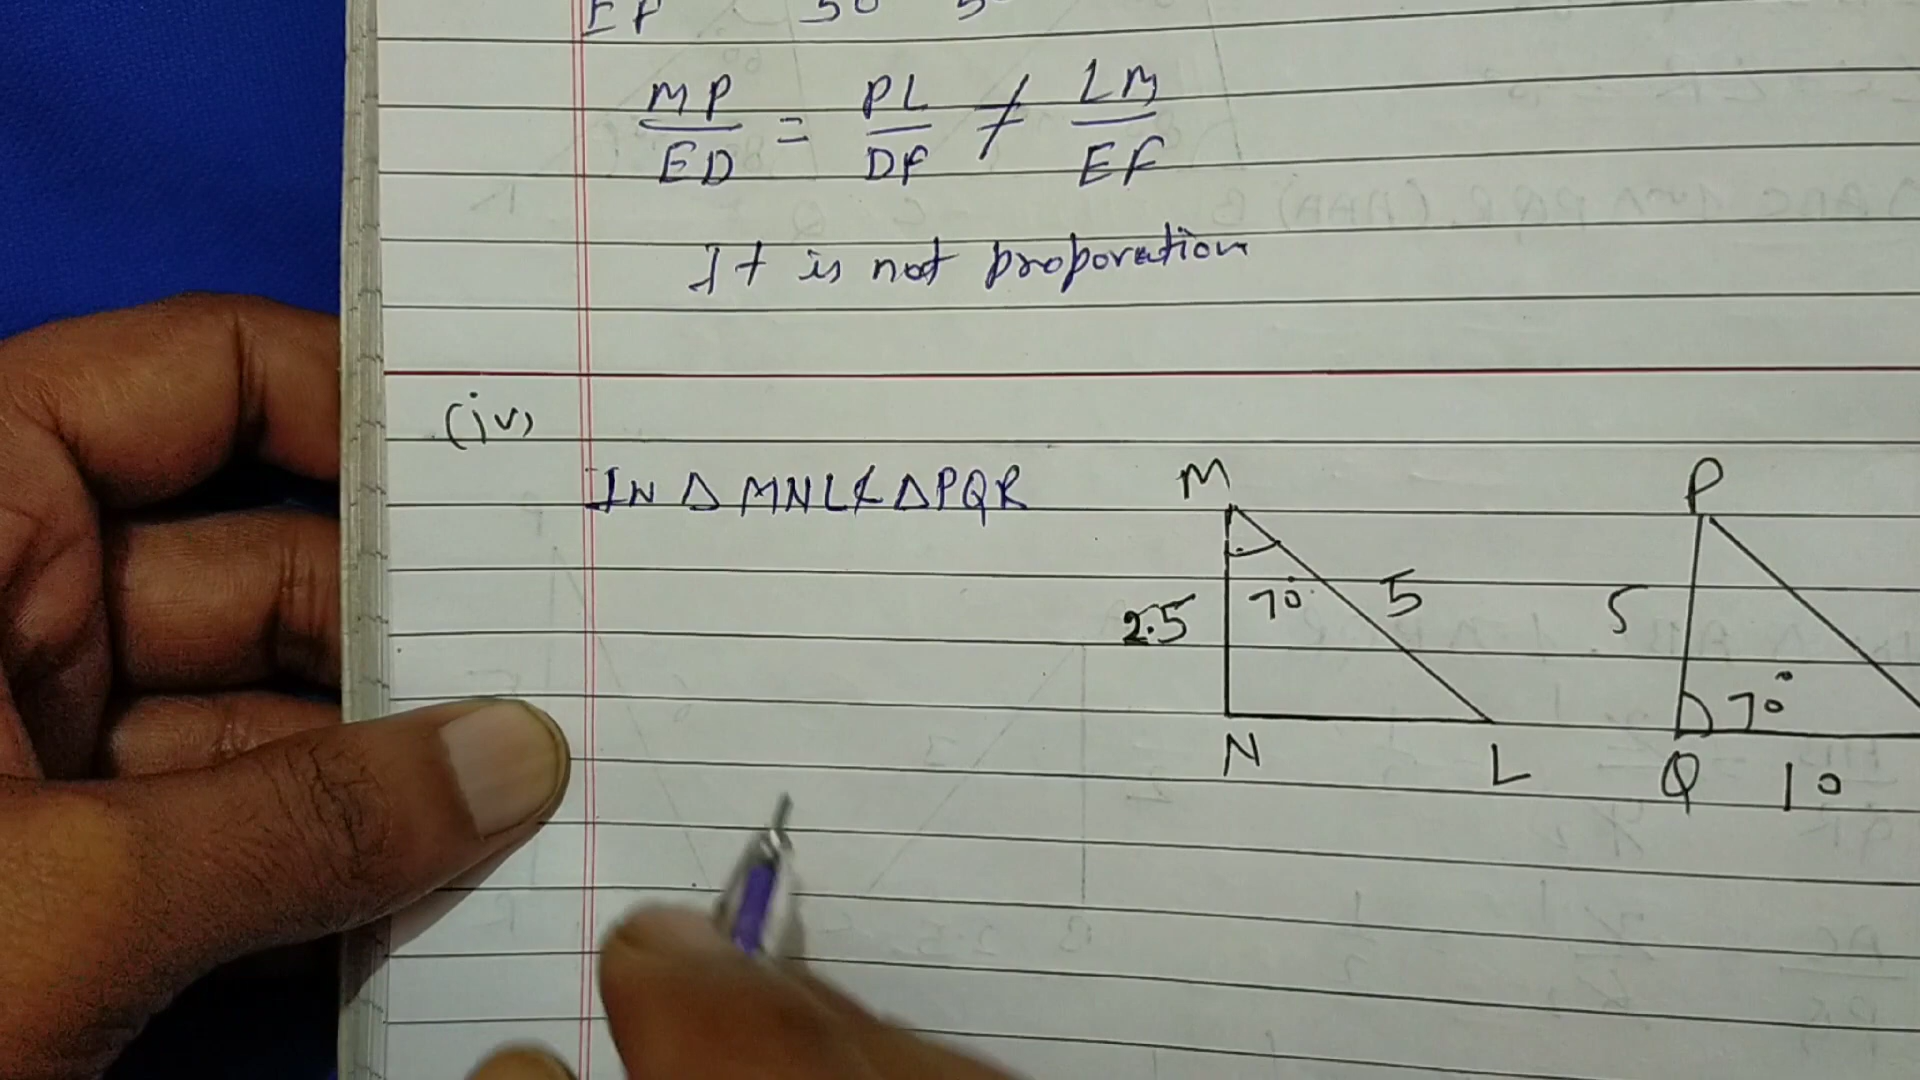 MP/ED = PL/DF ≠ LM/EF
It is not proporation
(iv)
IN Δ MNL & Δ PQR
M
P
2.5
70°
5
5
70°
N
L
Q
10